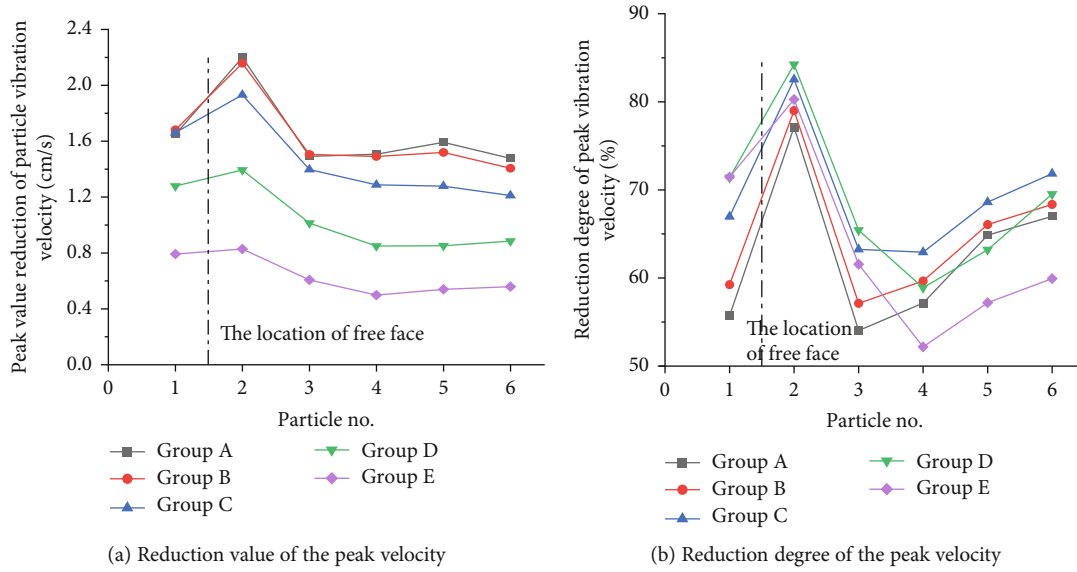 Peak value reduction of particle vibration
velocity (cm/s)
2.4
2.0
1.6
1.2
0.8
0.4
0.0
The location of free face
0 1 2 3 4 5 6
Particle no.
Group A
Group B
Group C
Group D
Group E
(a) Reduction value of the peak velocity
Reduction degree of peak vibration
velocity (%)
90
80
70
60
50
The location
of free face
0 1 2 3 4 5 6
Particle no.
Group A
Group B
Group C
Group D
Group E
(b) Reduction degree of the peak velocity